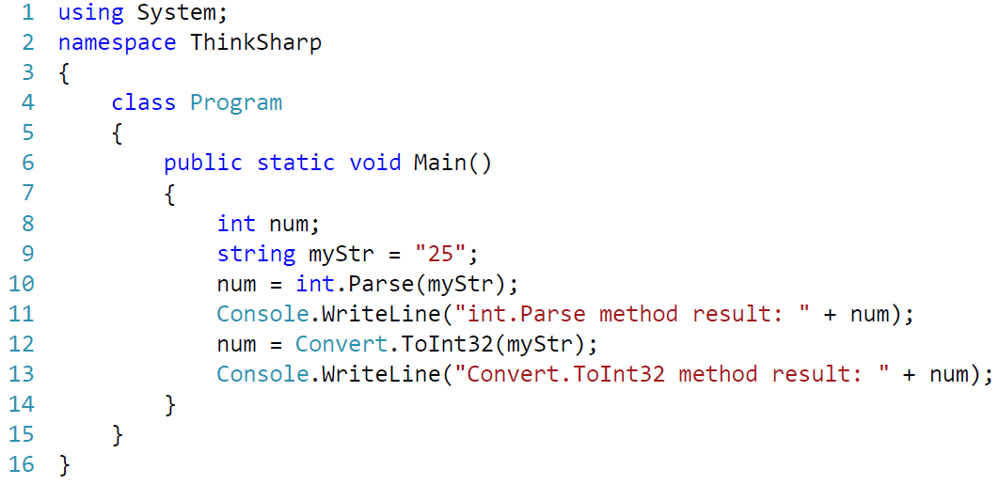 1 using System;
2 namespace ThinkSharp
3 {
4     class Program
5     {
6         public static void Main()
7         {
8             int num;
9             string myStr = "25";
10             num = int.Parse(myStr);
11             Console.WriteLine("int.Parse method result: " + num);
12             num = Convert.ToInt32(myStr);
13             Console.WriteLine("Convert.ToInt32 method result: " + num);
14         }
15     }
16 }